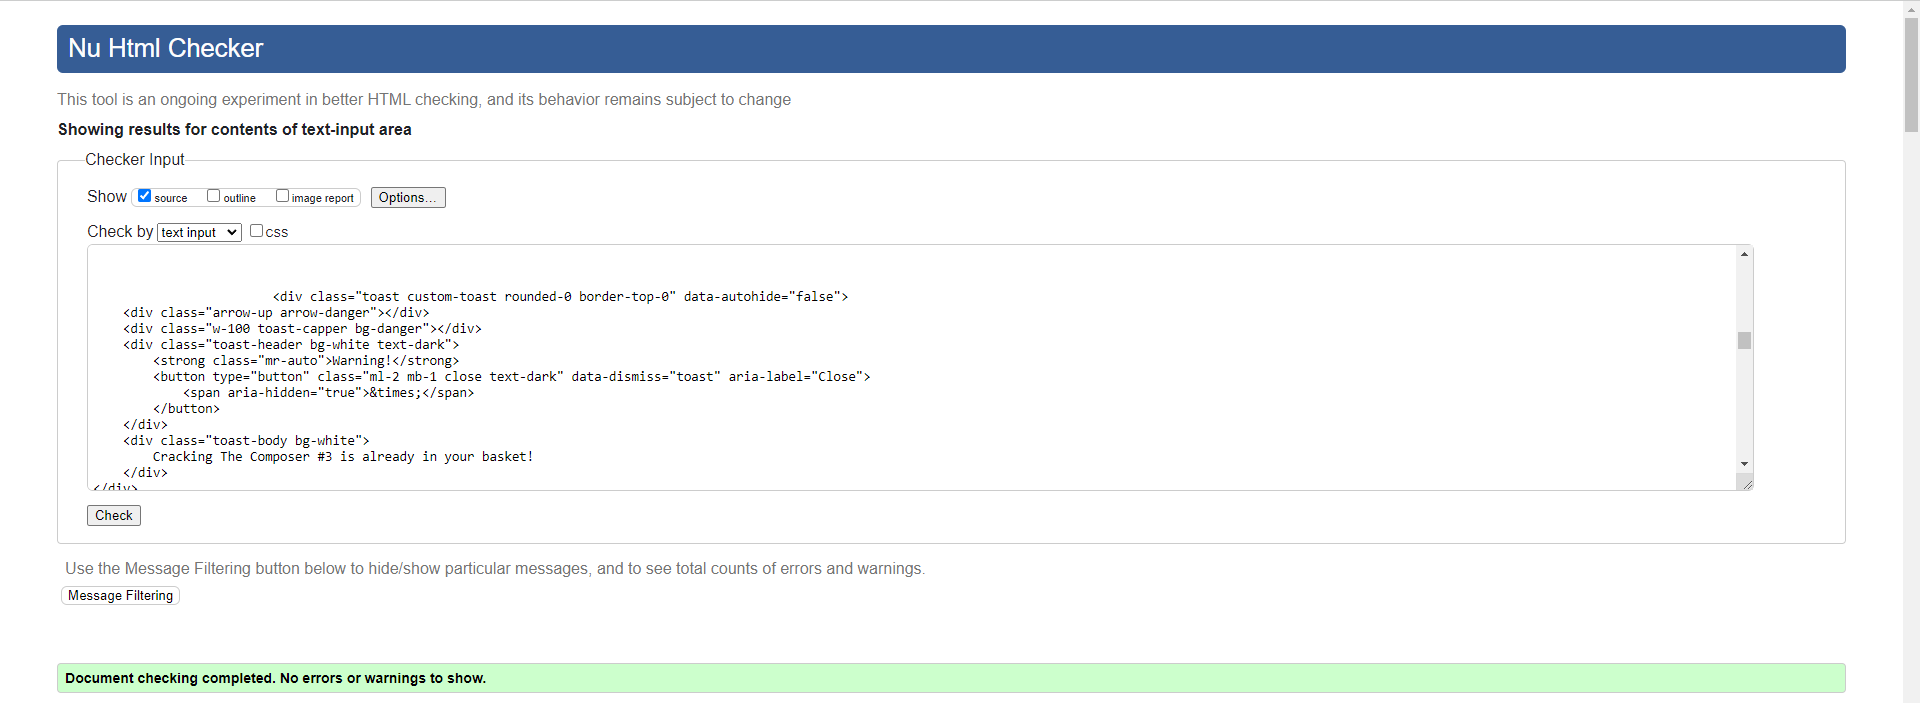 Nu Html Checker
This tool is an ongoing experiment in better HTML checking, and its behavior remains subject to change
Showing results for contents of text-input area
Checker Input
Show source outline image report Options...
Check by text input css
<div class="toast custom-toast rounded-0 border-top-0" data-autohide="false">
<div class="arrow-up arrow-danger"></div>
<div class="w-100 toast-capper bg-danger"></div>
<div class="toast-header bg-white text-dark">
<strong class="mr-auto">Warning!</strong>
<button type="button" class="ml-2 mb-1 close text-dark" data-dismiss="toast" aria-label="Close">
<span aria-hidden="true">&times;</span>
</button>
</div>
<div class="toast-body bg-white">
Cracking The Composer #3 is already in your basket!
</div>
</div>
Check
Use the Message Filtering button below to hide/show particular messages, and to see total counts of errors and warnings.
Message Filtering
Document checking completed. No errors or warnings to show.